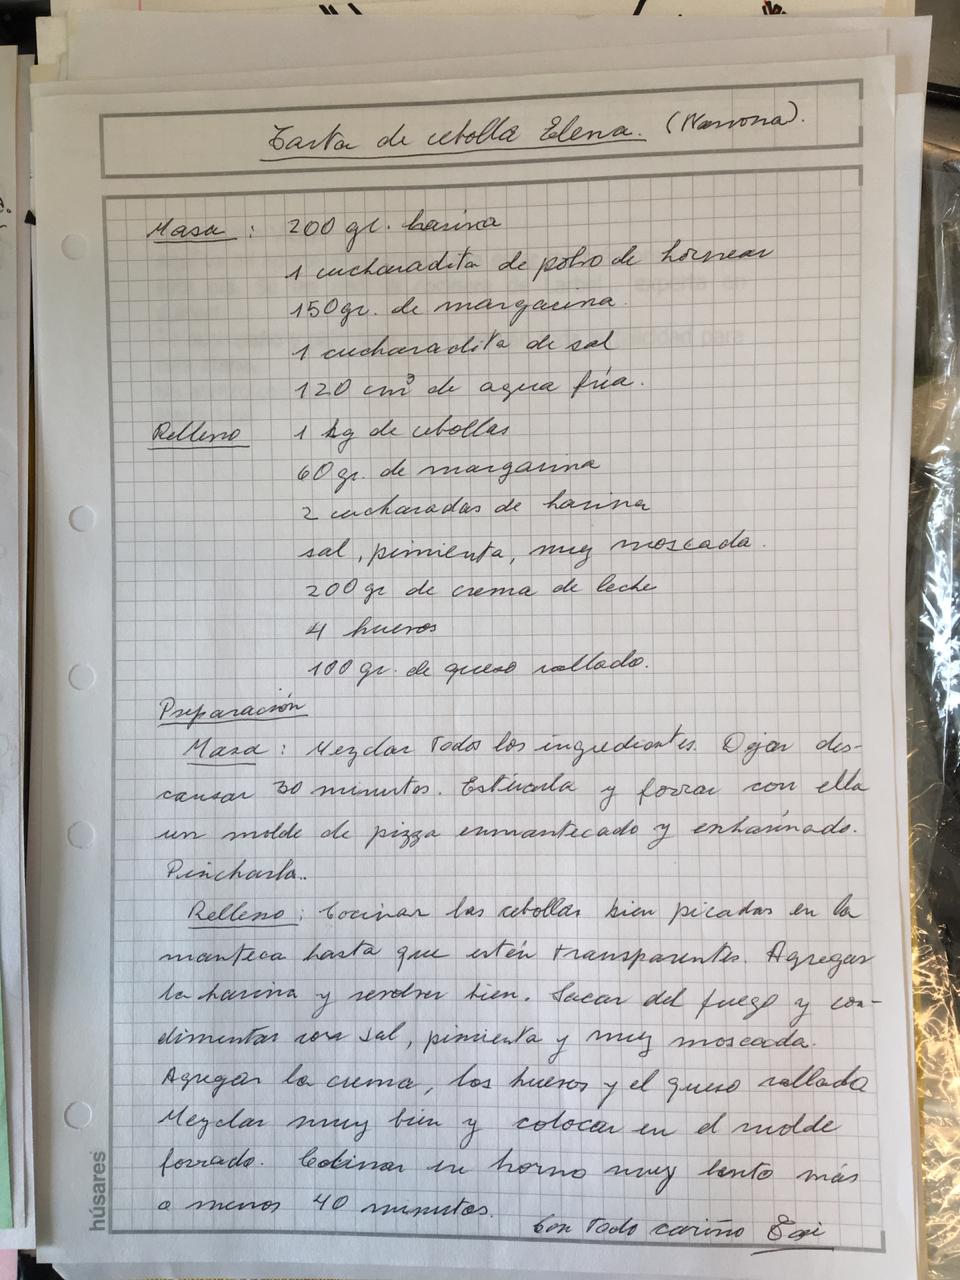 Tarta de cebolla Elena. (Mamona).
Masa : 200 gr. harina
1 cucharadita de polvo de hornear
150 gr. de margarina
1 cucharadita de sal
120 cm³ de agua fría.
Relleno 1 kg de cebollas
60 gr. de margarina
2 cucharadas de harina
sal, pimienta, nuez moscada.
200 gr de crema de leche
4 huevos
100 gr. de queso rallado.
Preparación
Masa : Mezclar todos los ingredientes. Dejar des-
cansar 30 minutos. Estirarla y forrar con ella
un molde de pizza enmantecado y enharinado.
Pincharla..
Relleno : Cocinar las cebollas bien picadas en la
manteca hasta que estén transparentes. Agregar
la harina y revolver bien. Sacar del fuego y con-
dimentar con sal, pimienta y nuez moscada.
Agregar la crema, los huevos y el queso rallado
Mezclar muy bien y colocar en el molde
forrado. Cocinar en horno muy lento más
o menos 40 minutos.
Con todo cariño
húsares